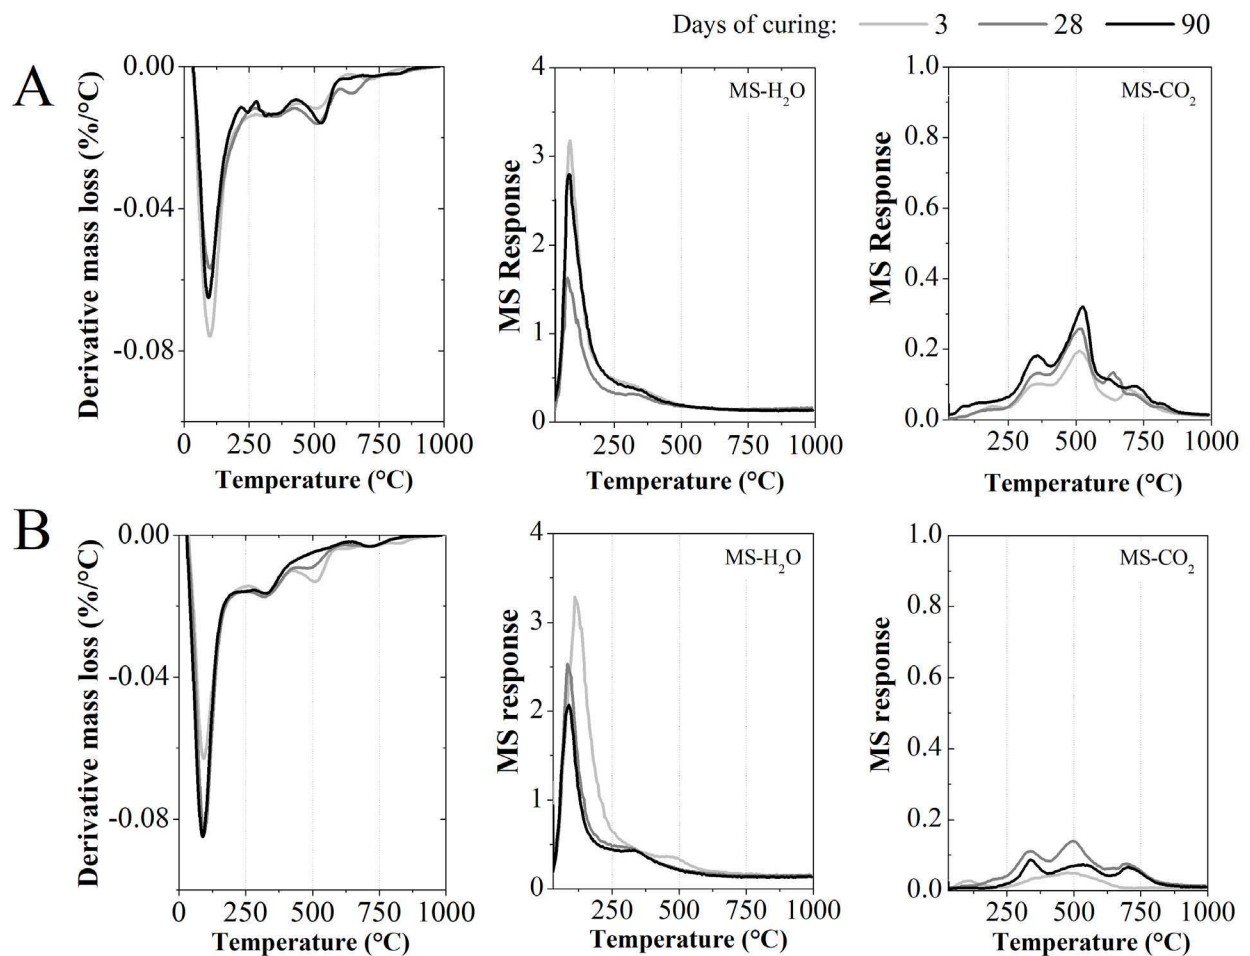 Days of curing: 3 28 90
A
Derivative mass loss (%/°C)
0.00
-0.04
-0.08
0 250 500 750 1000
Temperature (°C)
MS Response
4
3
2
1
0
MS-H₂O
250 500 750 1000
Temperature (°C)
MS Response
1.0
0.8
0.6
0.4
0.2
0.0
MS-CO₂
250 500 750 1000
Temperature (°C)
B
Derivative mass loss (%/°C)
0.00
-0.04
-0.08
0 250 500 750 1000
Temperature (°C)
MS response
4
3
2
1
0
MS-H₂O
250 500 750 1000
Temperature (°C)
MS response
1.0
0.8
0.6
0.4
0.2
0.0
MS-CO₂
250 500 750 1000
Temperature (°C)